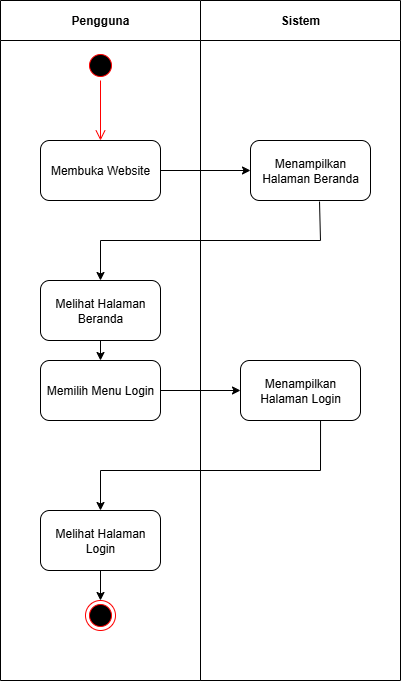 Pengguna
Sistem
Membuka Website
Menampilkan
Halaman Beranda
Melihat Halaman
Beranda
Memilih Menu Login
Menampilkan
Halaman Login
Melihat Halaman
Login